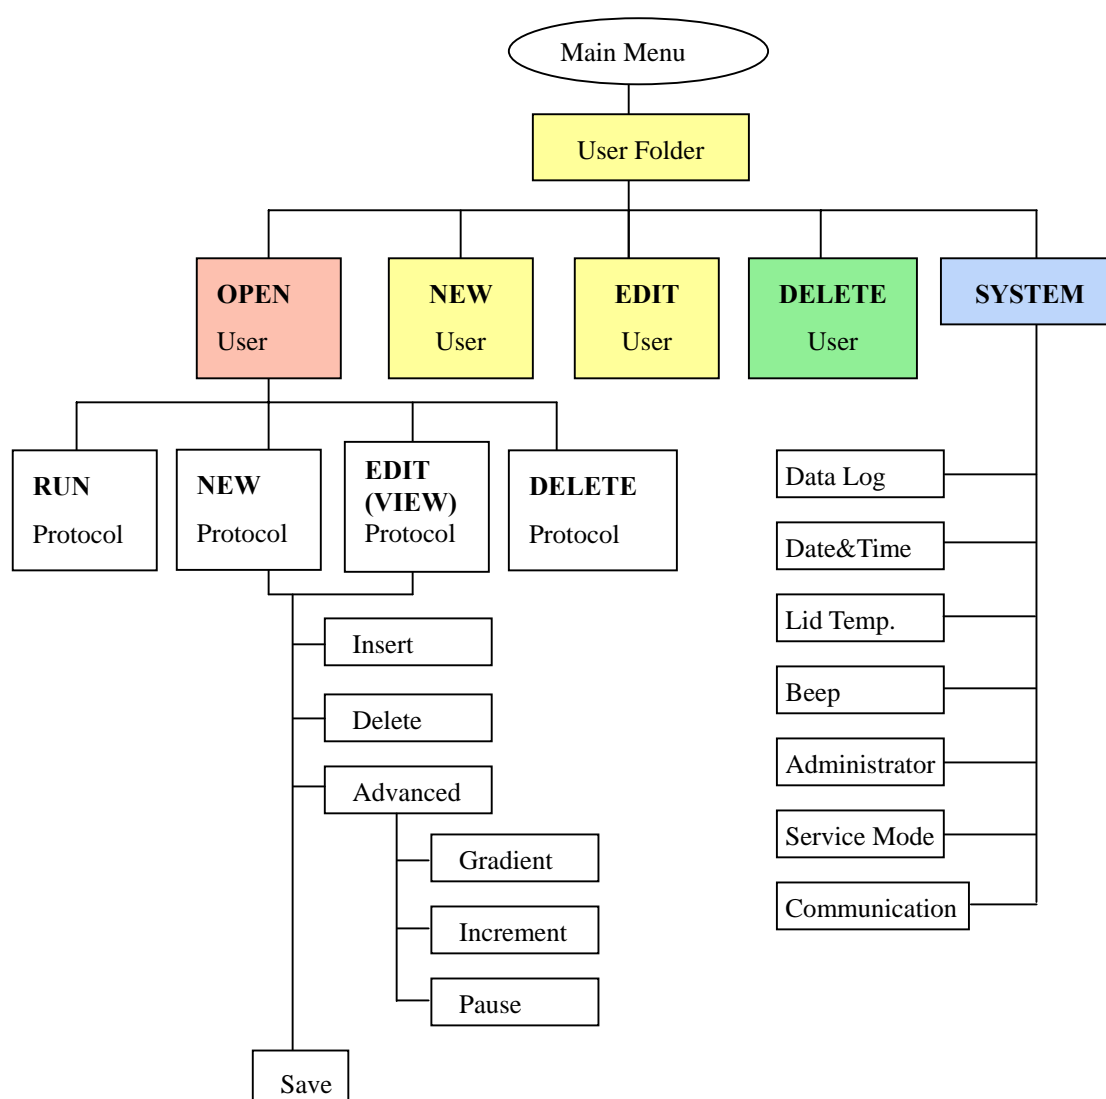 Main Menu
User Folder
OPEN
User
NEW
User
EDIT
User
DELETE
User
SYSTEM
RUN
Protocol
NEW
Protocol
EDIT
(VIEW)
Protocol
DELETE
Protocol
Insert
Delete
Advanced
Gradient
Increment
Pause
Save
Data Log
Date&Time
Lid Temp.
Beep
Administrator
Service Mode
Communication